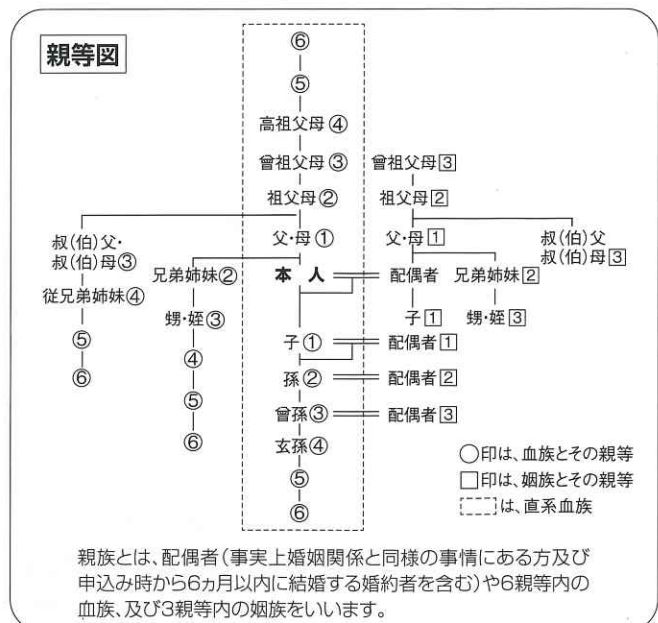 親等図
⑥
⑤
高祖父母④
曾祖父母③
曾祖父母3
祖父母②
祖父母2
叔(伯)父・
叔(伯)母③
父・母①
父・母1
叔(伯)父
叔(伯)母3
兄弟姉妹②
本 人
配偶者
兄弟姉妹2
従兄弟姉妹④
甥・姪③
子1
甥・姪3
⑤
④
子①
配偶者1
⑥
⑤
孫②
配偶者2
⑥
曾孫③
配偶者3
玄孫④
⑤
⑥
○印は、血族とその親等
□印は、姻族とその親等
は、直系血族
親族とは、配偶者(事実上婚姻関係と同様の事情にある方及び
申込み時から6ヵ月以内に結婚する婚約者を含む)や6親等内の
血族、及び3親等内の姻族をいいます。